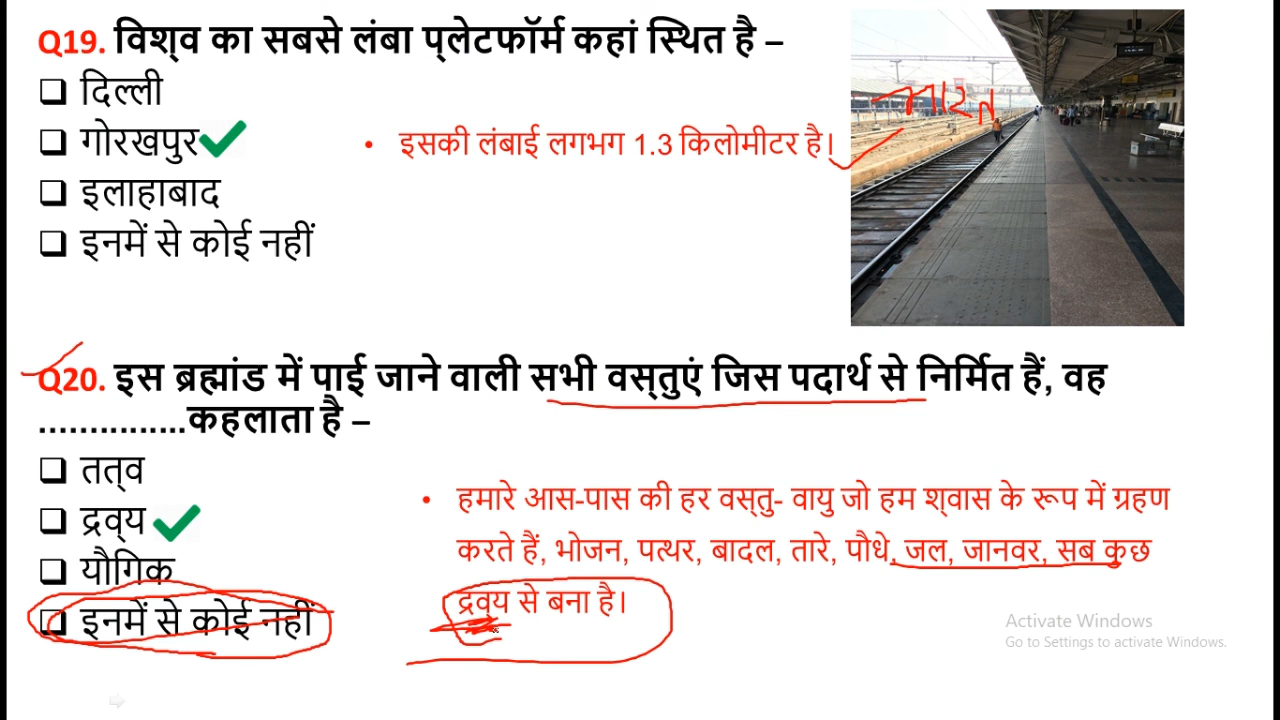 Q19. विश्व का सबसे लंबा प्लेटफॉर्म कहां स्थित है –
❑ दिल्ली
❑ गोरखपुर
• इसकी लंबाई लगभग 1.3 किलोमीटर है।
भारत
❑ इलाहाबाद
❑ इनमें से कोई नहीं
Q20. इस ब्रह्मांड में पाई जाने वाली सभी वस्तुएं जिस पदार्थ से निर्मित हैं, वह
...............कहलाता है –
❑ तत्व
❑ द्रव्य
❑ यौगिक
❑ इनमें से कोई नहीं
• हमारे आस-पास की हर वस्तु- वायु जो हम श्वास के रूप में ग्रहण
करते हैं, भोजन, पत्थर, बादल, तारे, पौधे, जल, जानवर, सब कुछ
द्रव्य से बना है।
Activate Windows
Go to Settings to activate Windows.